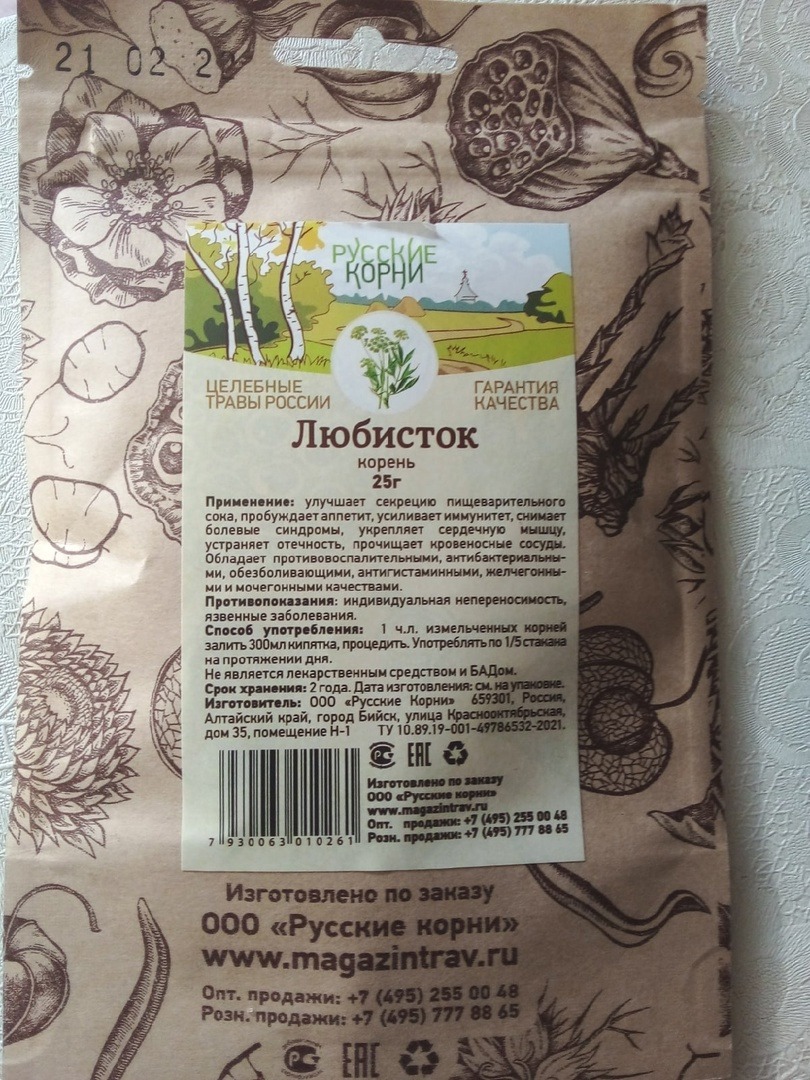 21 02 2
РУССКИЕ
КОРНИ
ЦЕЛЕБНЫЕ
ТРАВЫ РОССИИ
ГАРАНТИЯ
КАЧЕСТВА
Любисток
корень
25г
Применение: улучшает секрецию пищеварительного
сока, пробуждает аппетит, усиливает иммунитет, снимает
болевые синдромы, укрепляет сердечную мышцу,
устраняет отечность, прочищает кровеносные сосуды.
Обладает противовоспалительными, антибактериальны-
ми, обезболивающими, антигистаминными, желчегонны-
ми и мочегонными качествами.
Противопоказания: индивидуальная непереносимость,
язвенные заболевания.
Способ употребления: 1 ч.л. измельченных корней
залить 300мл кипятка, процедить. Употреблять по 1/5 стакана
на протяжении дня.
Не является лекарственным средством и БАДом.
Срок хранения: 2 года. Дата изготовления: см. на упаковке.
Изготовитель: ООО «Русские Корни» 659301, Россия,
Алтайский край, город Бийск, улица Краснооктябрьская,
дом 35, помещение Н-1 ТУ 10.89.19-001-49786532-2021.
РС ЕАС
Изготовлено по заказу
ООО «Русские корни»
www.magazintrav.ru
Опт. продажи: +7 (495) 255 00 48
Розн. продажи: +7 (495) 777 88 65
7 930063 010261
Изготовлено по заказу
ООО «Русские корни»
www.magazintrav.ru
Опт. продажи: +7 (495) 255 00 48
Розн. продажи: +7 (495) 777 88 65
РС ЕАС